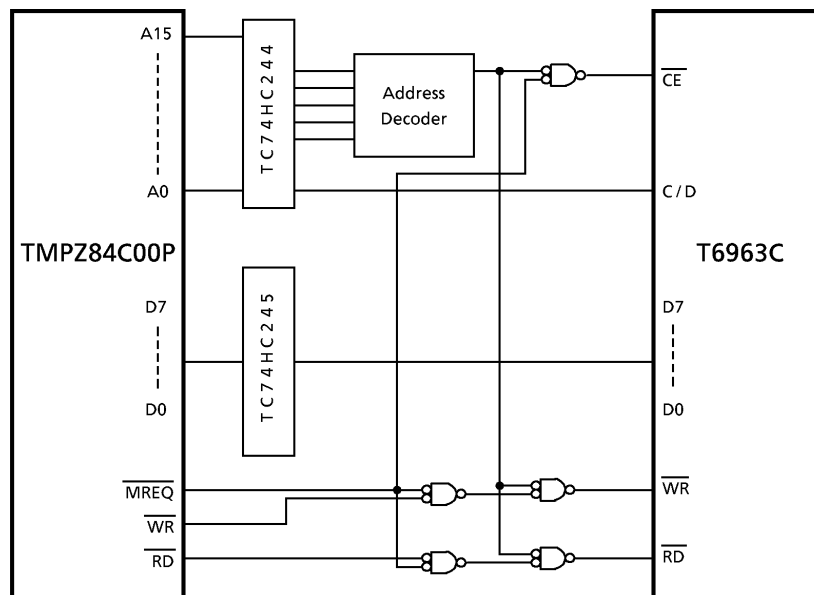 A15
TC74HC244
Address
Decoder
CE
A0
C / D
TMPZ84C00P
T6963C
TC74HC245
D7
D7
D0
D0
MREQ
WR
WR
RD
RD